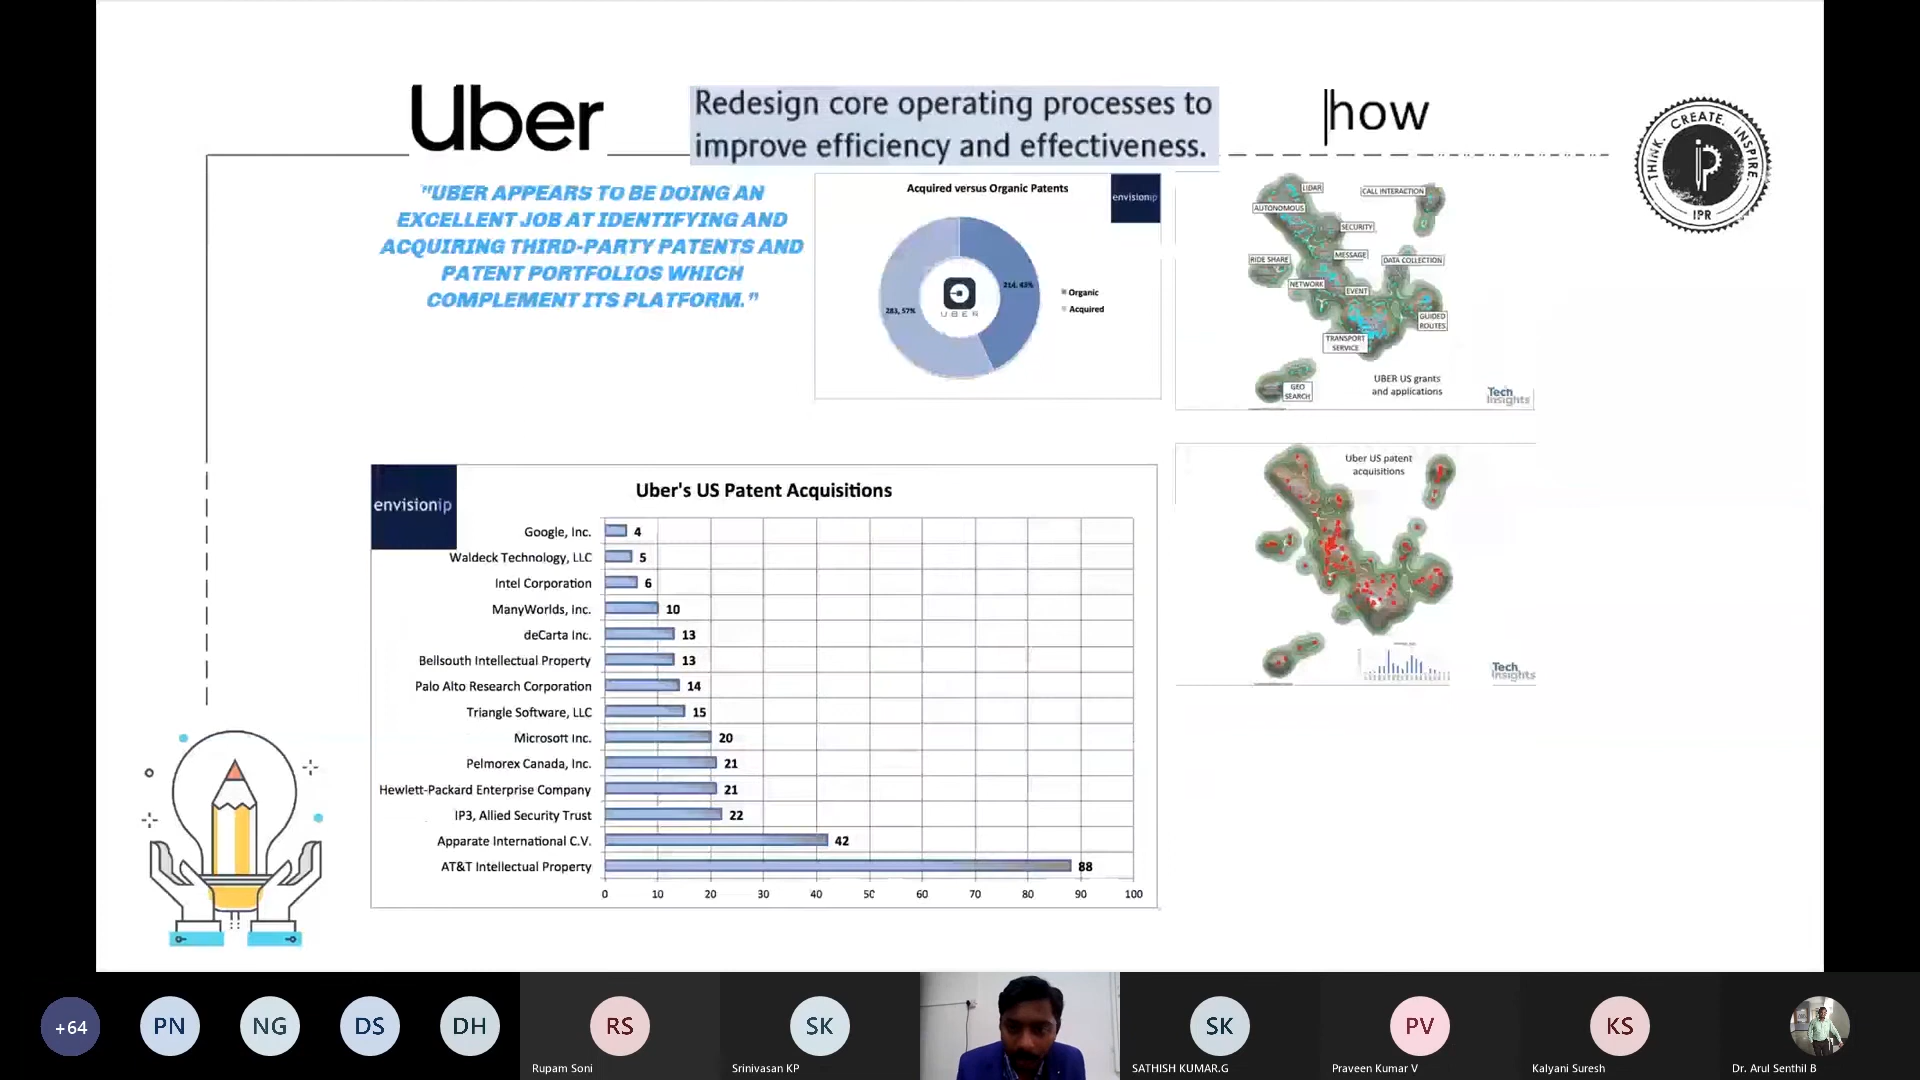 Uber
Redesign core operating processes to
improve efficiency and effectiveness.
how
THINK. CREATE. INSPIRE.
IPR
"UBER APPEARS TO BE DOING AN
EXCELLENT JOB AT IDENTIFYING AND
ACQUIRING THIRD-PARTY PATENTS AND
PATENT PORTFOLIOS WHICH
COMPLEMENT ITS PLATFORM."
Acquired versus Organic Patents
envisionip
214, 43%
283, 57%
UBER
Organic
Acquired
LIDAR
CALL INTERACTION
AUTONOMOUS
SECURITY
MESSAGE
RIDE SHARE
DATA COLLECTION
NETWORK
EVENT
GUIDED
ROUTES
TRANSPORT
SERVICE
GEO
SEARCH
UBER US grants
and applications
Tech
Insights
envisionip
Uber's US Patent Acquisitions
Google, Inc. 4
Waldeck Technology, LLC 5
Intel Corporation 6
ManyWorlds, Inc. 10
deCarta Inc. 13
Bellsouth Intellectual Property 13
Palo Alto Research Corporation 14
Triangle Software, LLC 15
Microsoft Inc. 20
Pelmorex Canada, Inc. 21
Hewlett-Packard Enterprise Company 21
IP3, Allied Security Trust 22
Apparate International C.V. 42
AT&T Intellectual Property 88
0 10 20 30 40 50 60 70 80 90 100
Uber US patent
acquisitions
Tech
Insights
+64 PN NG DS DH RS SK SK PV KS
Rupam Soni Srinivasan KP SATHISH KUMAR.G Praveen Kumar V Kalyani Suresh Dr. Arul Senthil B